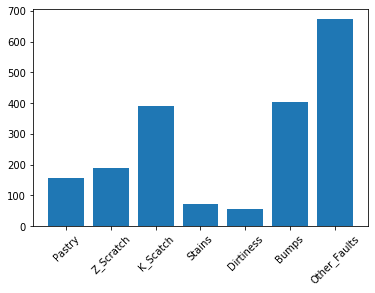 700
600
500
400
300
200
100
0
Pastry
Z_Scratch
K_Scatch
Stains
Dirtiness
Bumps
Other_Faults